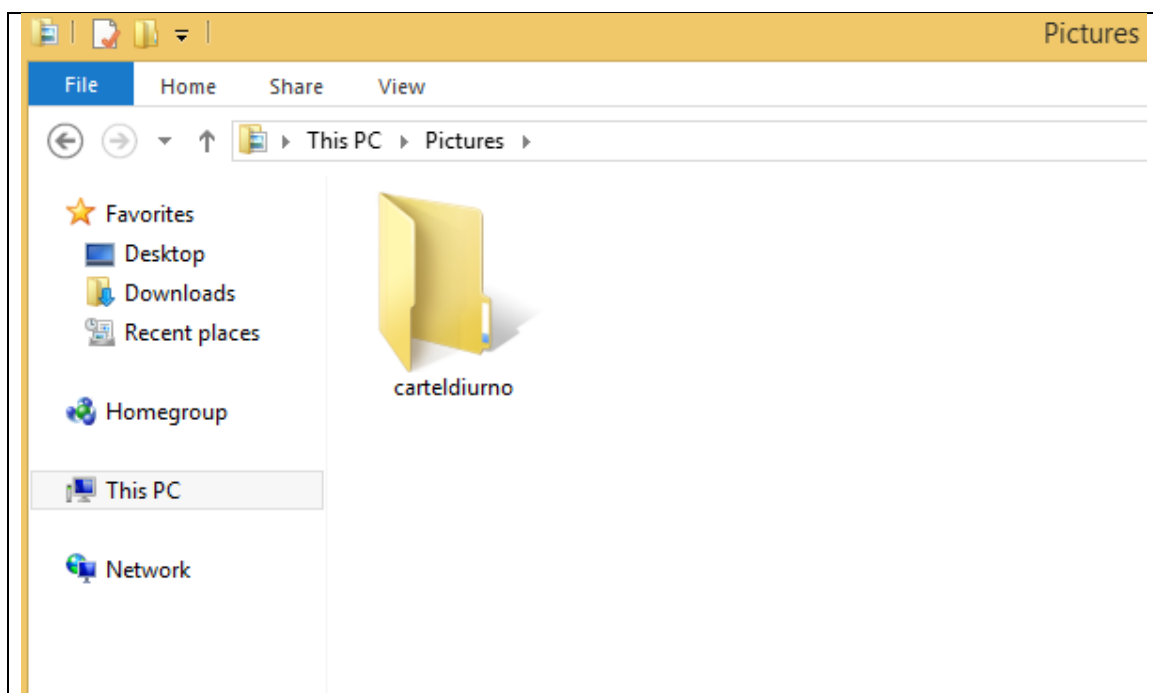 Pictures
File Home Share View
This PC Pictures
Favorites
Desktop
Downloads
Recent places
Homegroup
This PC
Network
carteldiurno